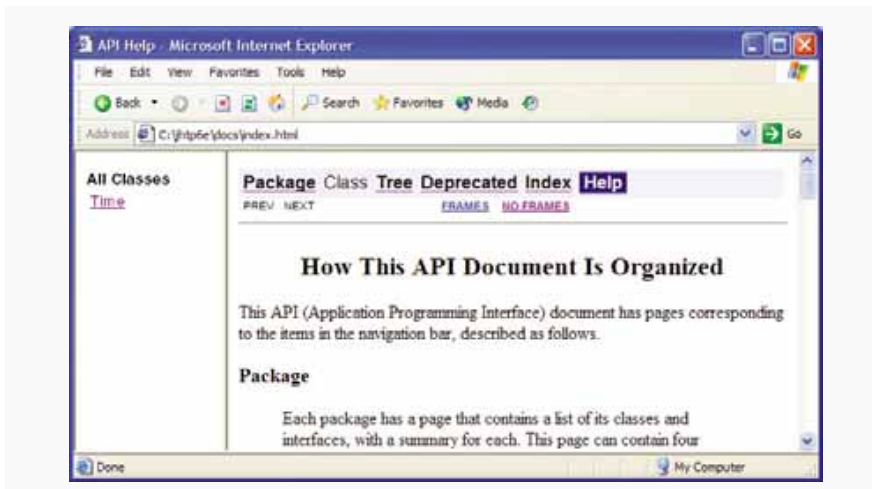 API Help - Microsoft Internet Explorer
File Edit View Favorites Tools Help
Back Search Favorites Media
Address C:\jhtp6e\docs\index.html Go
All Classes
Time
Package Class Tree Deprecated Index Help
PREV NEXT FRAMES NO FRAMES
How This API Document Is Organized
This API (Application Programming Interface) document has pages corresponding
to the items in the navigation bar, described as follows.
Package
Each package has a page that contains a list of its classes and
interfaces, with a summary for each. This page can contain four
Done My Computer